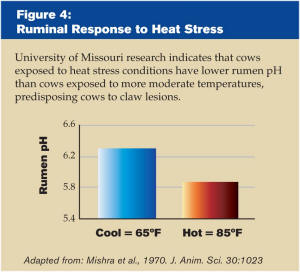 Figure 4:
Ruminal Response to Heat Stress
University of Missouri research indicates that cows
exposed to heat stress conditions have lower rumen pH
than cows exposed to more moderate temperatures,
predisposing cows to claw lesions.
Rumen pH
6.6
6.2
5.8
5.4
Cool = 65ºF Hot = 85ºF
Adapted from: Mishra et al., 1970. J. Anim. Sci. 30:1023